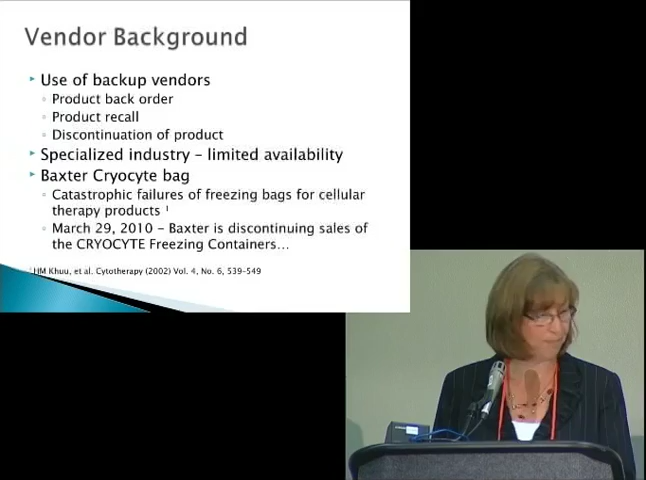 Vendor Background
Use of backup vendors
Product back order
Product recall
Discontinuation of product
Specialized industry – limited availability
Baxter Cryocyte bag
Catastrophic failures of freezing bags for cellular
therapy products ¹
March 29, 2010 – Baxter is discontinuing sales of
the CRYOCYTE Freezing Containers…
¹ HM Khuu, et al. Cytotherapy (2002) Vol. 4, No. 6, 539-549